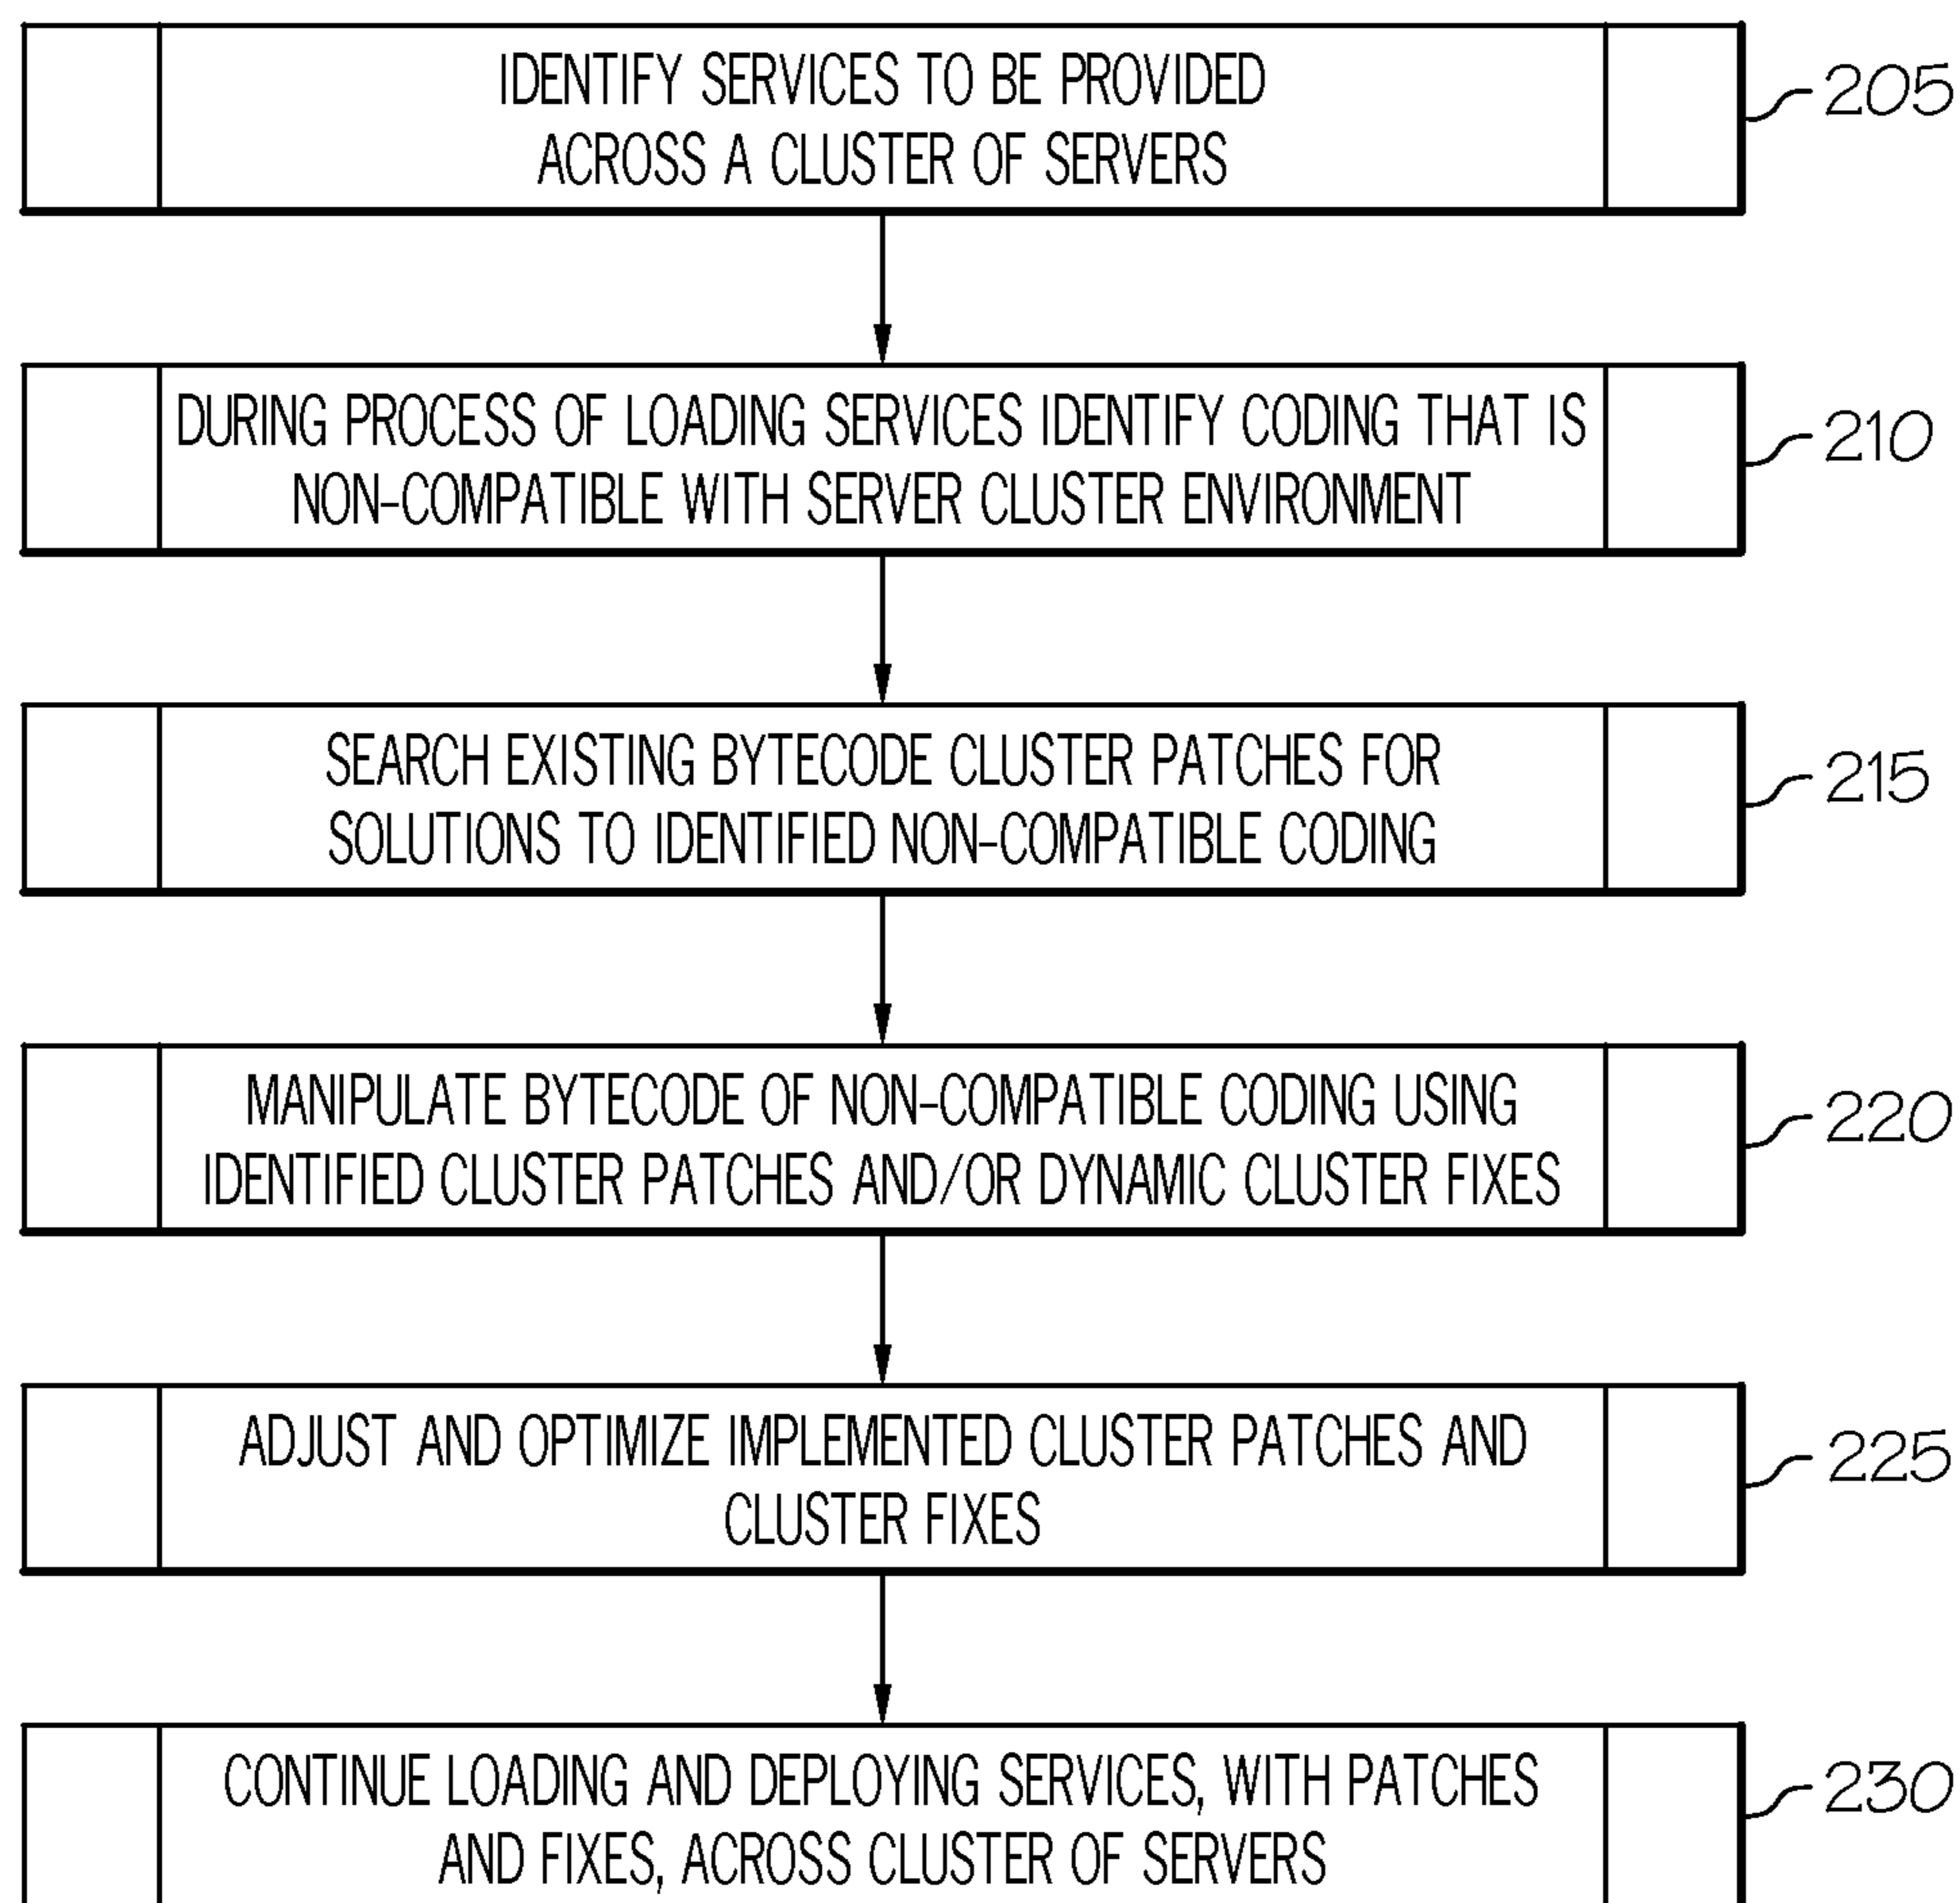 IDENTIFY SERVICES TO BE PROVIDED
ACROSS A CLUSTER OF SERVERS
205
DURING PROCESS OF LOADING SERVICES IDENTIFY CODING THAT IS
NON-COMPATIBLE WITH SERVER CLUSTER ENVIRONMENT
210
SEARCH EXISTING BYTECODE CLUSTER PATCHES FOR
SOLUTIONS TO IDENTIFIED NON-COMPATIBLE CODING
215
MANIPULATE BYTECODE OF NON-COMPATIBLE CODING USING
IDENTIFIED CLUSTER PATCHES AND/OR DYNAMIC CLUSTER FIXES
220
ADJUST AND OPTIMIZE IMPLEMENTED CLUSTER PATCHES AND
CLUSTER FIXES
225
CONTINUE LOADING AND DEPLOYING SERVICES, WITH PATCHES
AND FIXES, ACROSS CLUSTER OF SERVERS
230